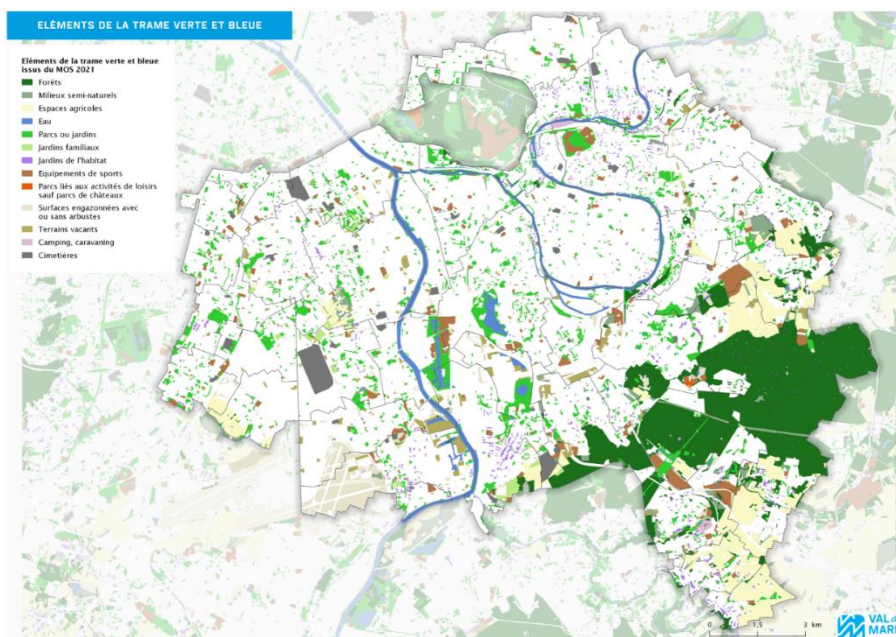 ELÉMENTS DE LA TRAME VERTE ET BLEUE
Eléments de la trame verte et bleue
issus du MOS 2021
Forêts
Milieux semi-naturels
Espaces agricoles
Eau
Parcs ou jardins
Jardins familiaux
Jardins de l'habitat
Equipements de sports
Parcs liés aux activités de loisirs
sauf parcs de châteaux
Surfaces engazonnées avec
ou sans arbustes
Terrains vacants
Camping, caravaning
Cimetières
0 1,5 3 km
VAL
MAR